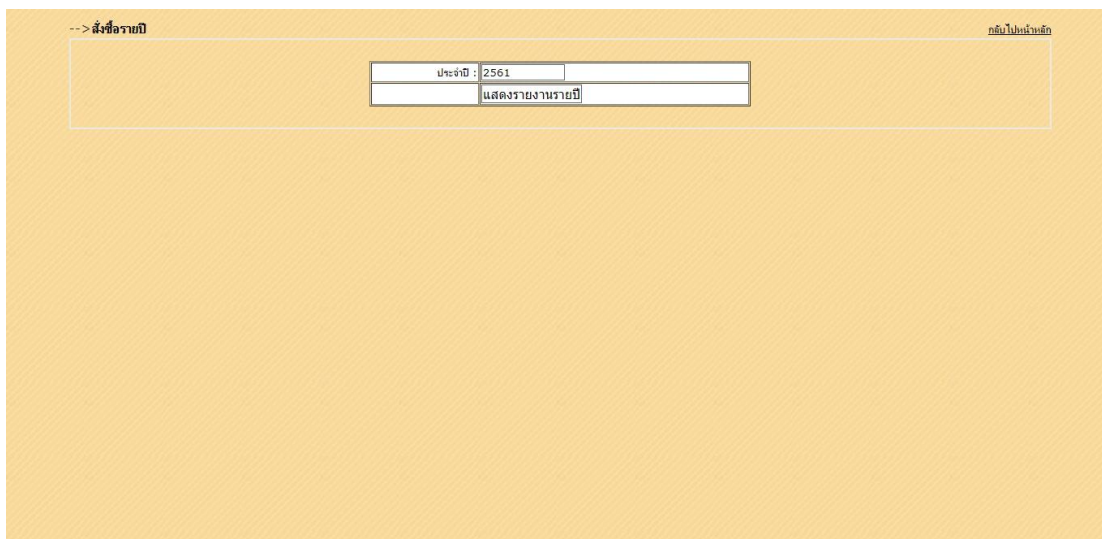 -->สั่งซื้อรายปี
กลับไปหน้าหลัก
ประจำปี : 2561
แสดงรายงานรายปี